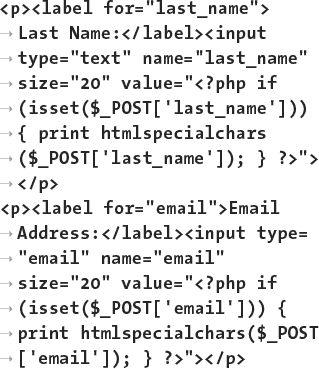 <p><label for="last_name">
→ Last Name:</label><input
→ type="text" name="last_name"
→ size="20" value="<?php if
→ (isset($_POST['last_name']))
→ { print htmlspecialchars
→ ($_POST['last_name']); } ?>">
→ </p>
<p><label for="email">Email
→ Address:</label><input type=
→ "email" name="email"
→ size="20" value="<?php if
→ (isset($_POST['email'])) {
→ print htmlspecialchars($_POST
→ ['email']); } ?>"></p>